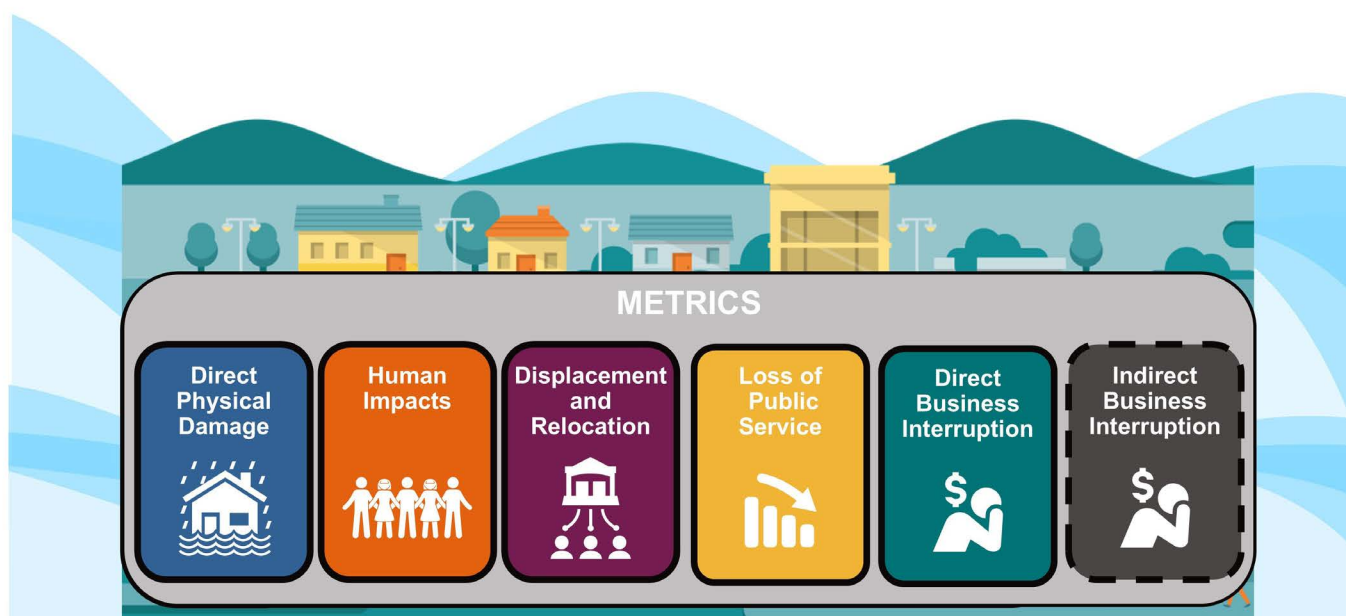 METRICS
Direct
Physical
Damage
Human
Impacts
Displacement
and
Relocation
Loss of
Public
Service
Direct
Business
Interruption
Indirect
Business
Interruption
$
$